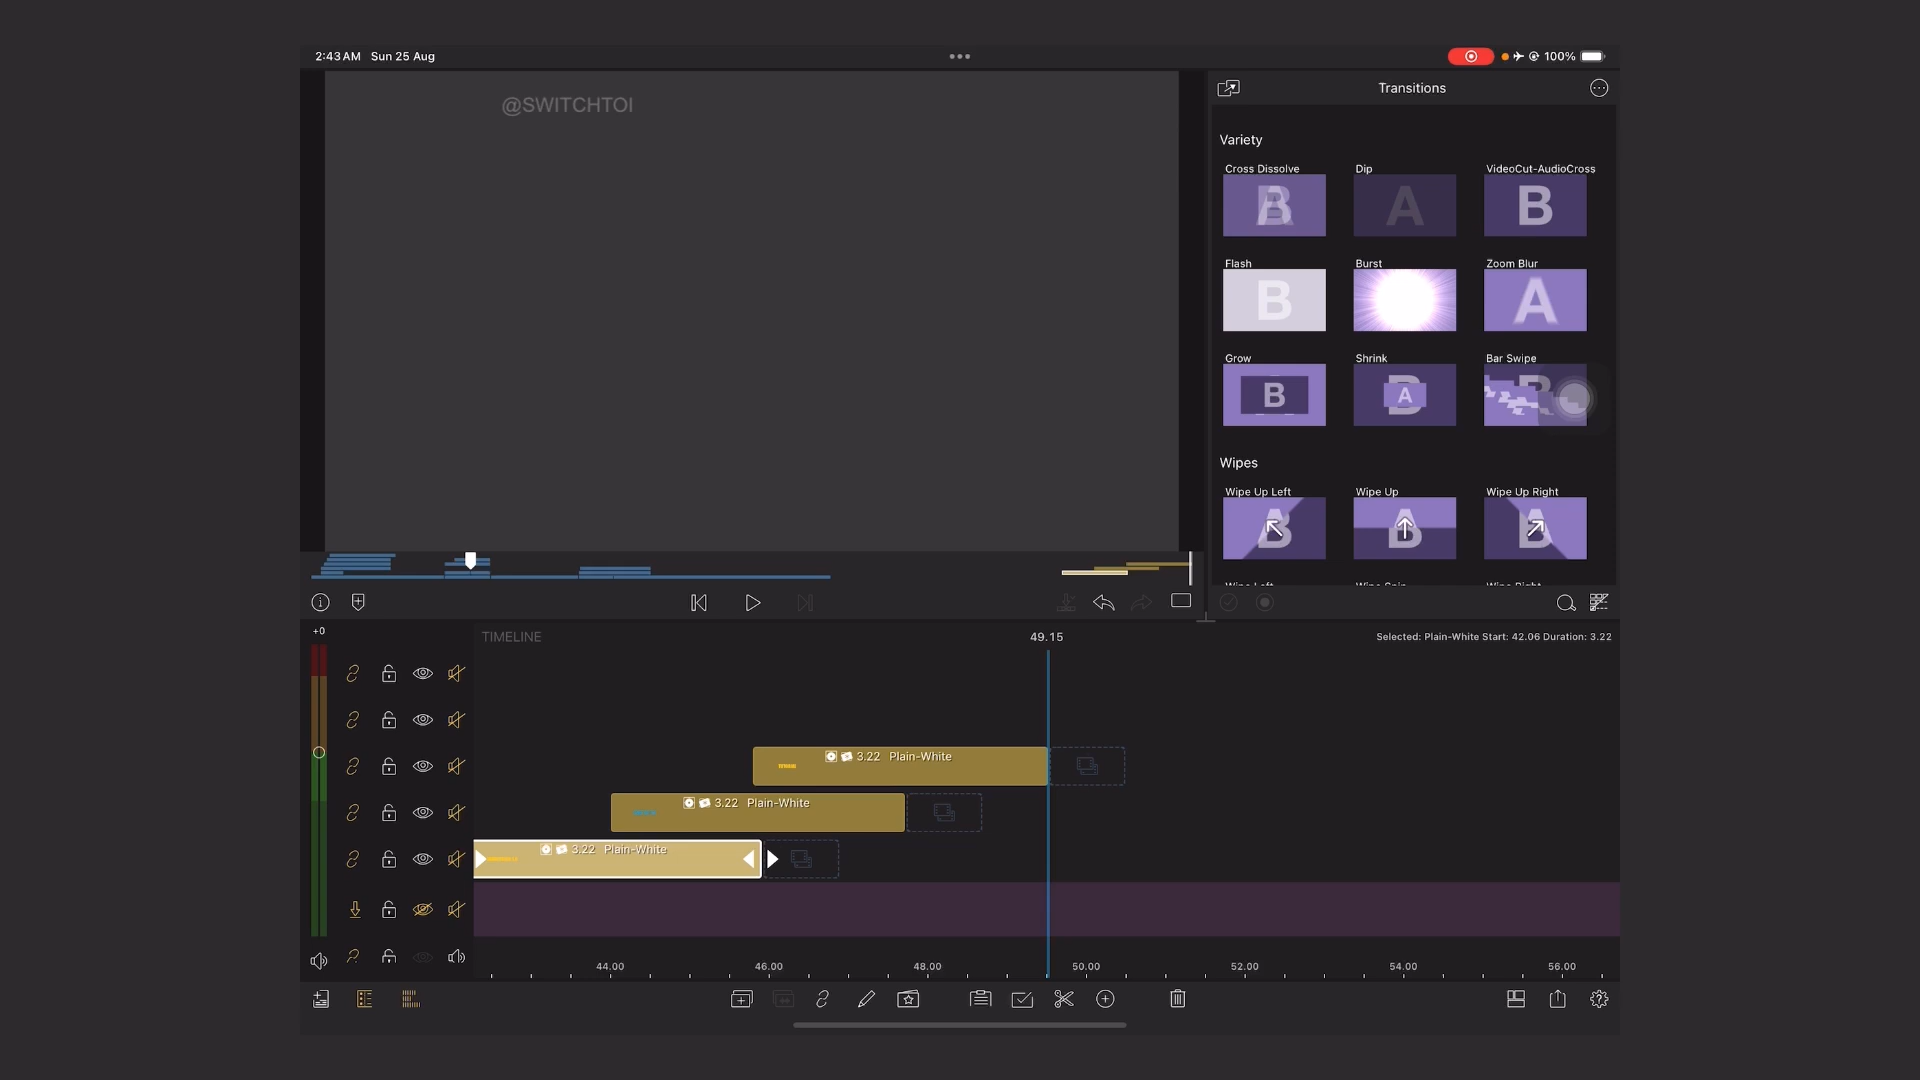 2:43 AM Sun 25 Aug
100%
@SWITCHTOI
Transitions
Variety
Cross Dissolve
Dip
VideoCut-AudioCross
A
B
A
B
Flash
Burst
Zoom Blur
B
A
Grow
Shrink
Bar Swipe
B
A
B
B
Wipes
Wipe Up Left
Wipe Up
Wipe Up Right
+0
TIMELINE
49.15
Selected: Plain-White Start: 42.06 Duration: 3.22
3.22 Plain-White
3.22 Plain-White
3.22 Plain-White
44.00 46.00 48.00 50.00 52.00 54.00 56.00